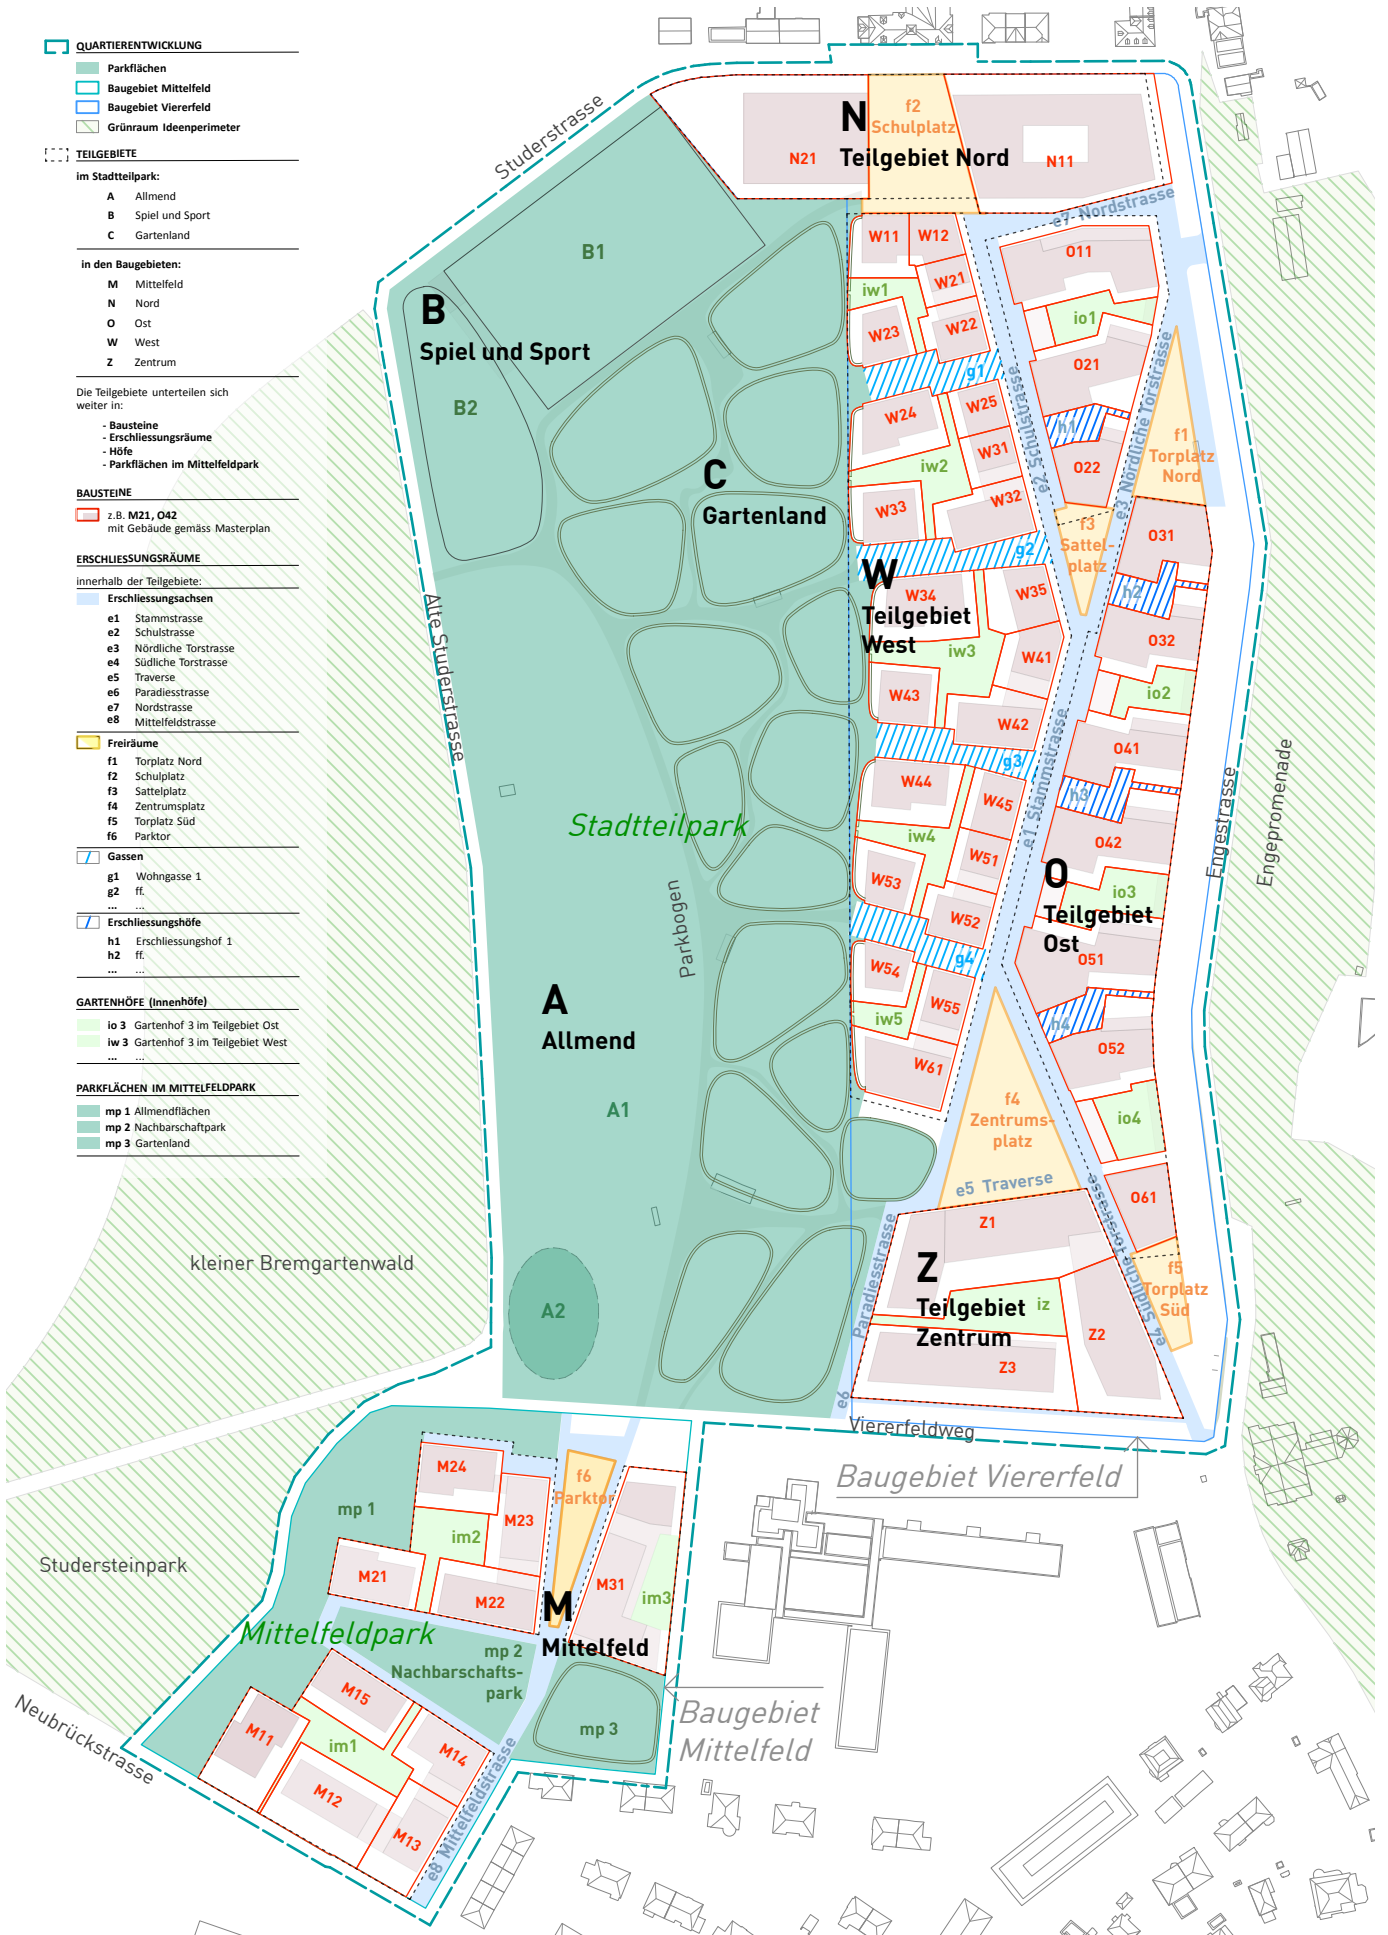 QUARTIERENTWICKLUNG
Parkflächen
Baugebiet Mittelfeld
Baugebiet Viererfeld
Grünraum Ideenperimeter
TEILGEBIETE
im Stadtteilpark:
A Allmend
B Spiel und Sport
C Gartenland
in den Baugebieten:
M Mittelfeld
N Nord
O Ost
W West
Z Zentrum
Die Teilgebiete unterteilen sich
weiter in:
- Bausteine
- Erschliessungsräume
- Höfe
- Parkflächen im Mittelfeldpark
BAUSTEINE
z.B. M21, O42
mit Gebäude gemäss Masterplan
ERSCHLIESSUNGSRÄUME
innerhalb der Teilgebiete:
Erschliessungsachsen
e1 Stammstrasse
e2 Schulstrasse
e3 Nördliche Torstrasse
e4 Südliche Torstrasse
e5 Traverse
e6 Paradiesstrasse
e7 Nordstrasse
e8 Mittelfeldstrasse
Freiräume
f1 Torplatz Nord
f2 Schulplatz
f3 Sattelplatz
f4 Zentrumsplatz
f5 Torplatz Süd
f6 Parktor
Gassen
g1 Wohngasse 1
g2 ff.
... ...
Erschliessungshöfe
h1 Erschliessungshof 1
h2 ff.
... ...
GARTENHÖFE (Innenhöfe)
io 3 Gartenhof 3 im Teilgebiet Ost
iw 3 Gartenhof 3 im Teilgebiet West
... ...
PARKFLÄCHEN IM MITTELFELDPARK
mp 1 Allmendflächen
mp 2 Nachbarschaftpark
mp 3 Gartenland
Studerstrasse
N
Teilgebiet Nord
f2
Schulplatz
N21
N11
e7 Nordstrasse
B1
B
Spiel und Sport
B2
C
Gartenland
W11
W12
W21
iw1
W22
W23
g1
W24
W25
W31
iw2
W32
W33
g2
W
Teilgebiet
West
W34
W35
iw3
W41
W43
W42
g3
W44
W45
iw4
W51
W53
W52
g4
W54
W55
iw5
W61
O11
io1
O21
h1
O22
e2 Schulstrasse
e3 Nördliche Torstrasse
f1
Torplatz
Nord
f3
Sattel-
platz
O31
h2
O32
io2
O41
h3
O42
e1 Stammstrasse
O
Teilgebiet
Ost
io3
O51
h4
O52
io4
O61
Engestrasse
Engepromenade
Alte Studerstrasse
Stadtteilpark
Parkbogen
A
Allmend
A1
A2
f4
Zentrums-
platz
e5 Traverse
e4 Südliche Torstrasse
f5
Torplatz
Süd
Z1
Z
Teilgebiet
Zentrum
iz
Z2
Z3
e6 Paradiesstrasse
Viererfeldweg
Baugebiet Viererfeld
kleiner Bremgartenwald
Studersteinpark
Mittelfeldpark
Neubrückstrasse
mp 1
M24
M23
im2
M21
M22
f6
Parktor
M31
im3
M
Mittelfeld
mp 2
Nachbarschafts-
park
mp 3
M15
M11
im1
M14
M12
M13
e8 Mittelfeldstrasse
Baugebiet
Mittelfeld